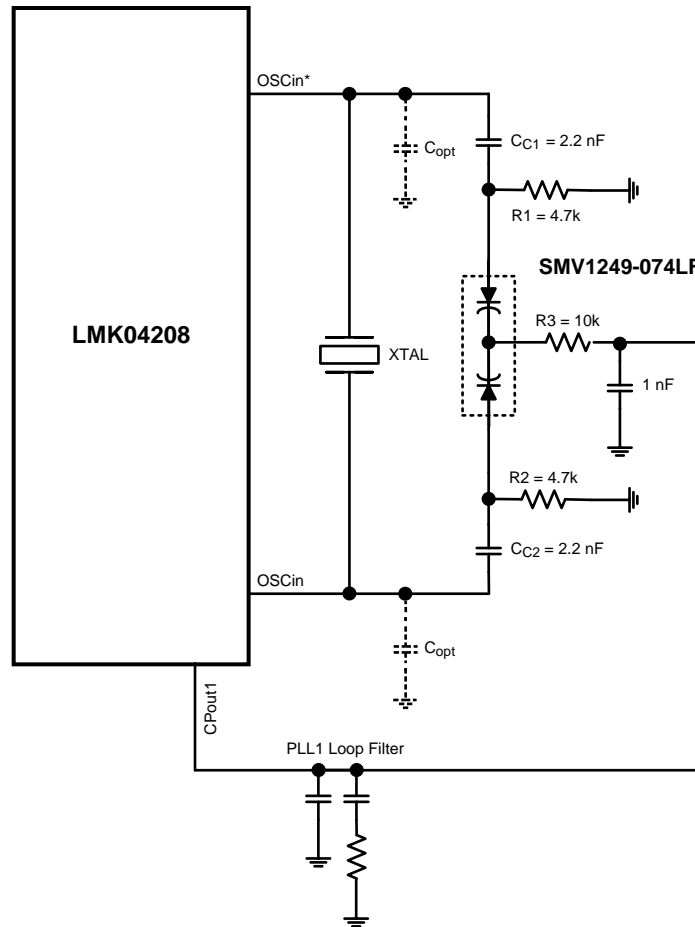 OSCin*
Copt
CC1 = 2.2 nF
R1 = 4.7k
SMV1249-074LF
LMK04208
XTAL
R3 = 10k
1 nF
R2 = 4.7k
CC2 = 2.2 nF
OSCin
Copt
CPout1
PLL1 Loop Filter